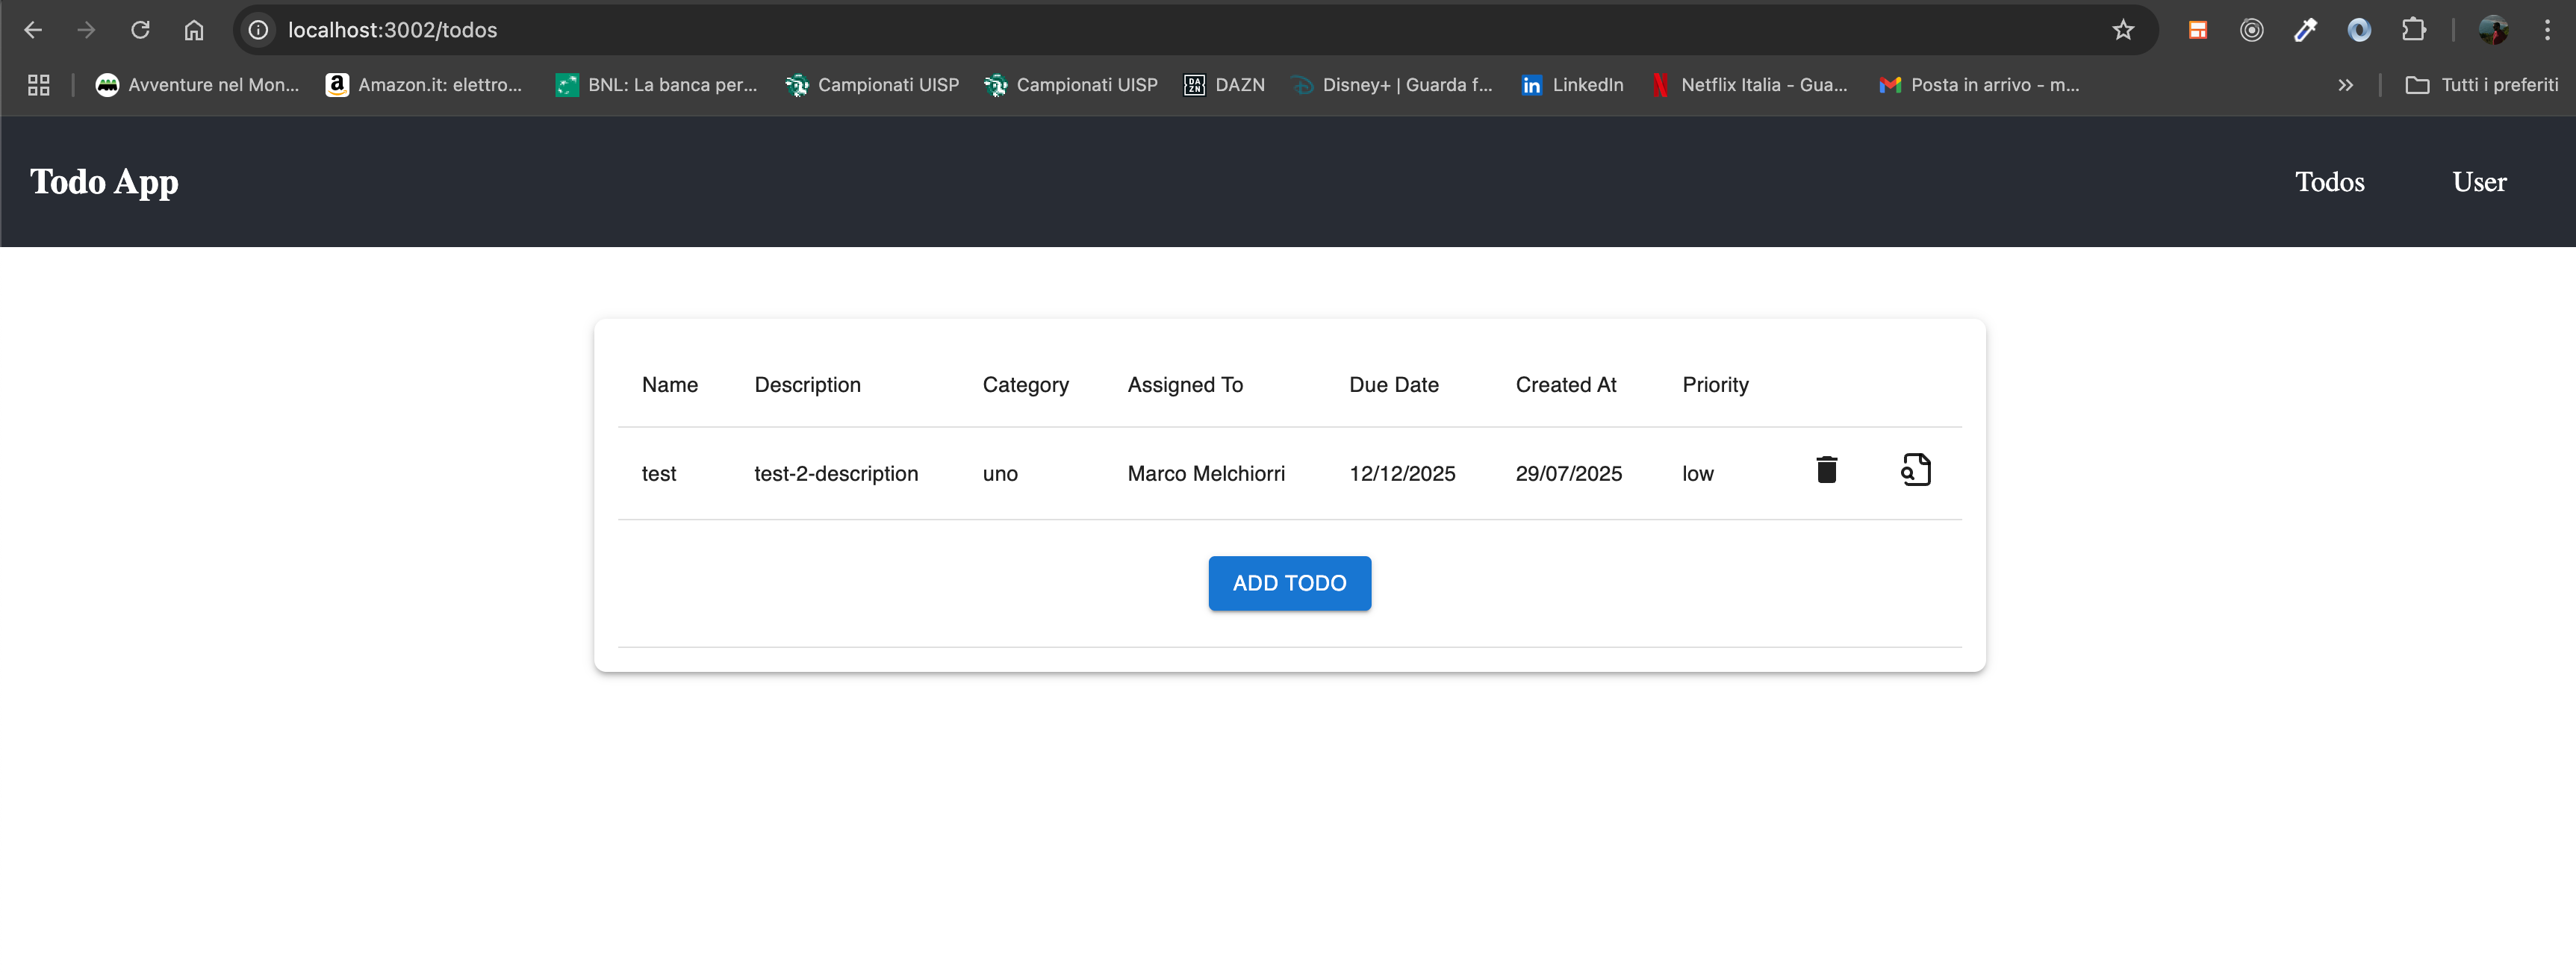 localhost:3002/todos
Avventure nel Mon... Amazon.it: elettro... BNL: La banca per... Campionati UISP Campionati UISP DAZN Disney+ | Guarda f... LinkedIn Netflix Italia - Gua... Posta in arrivo - m... Tutti i preferiti
Todo App Todos User
Name Description Category Assigned To Due Date Created At Priority
test test-2-description uno Marco Melchiorri 12/12/2025 29/07/2025 low
ADD TODO